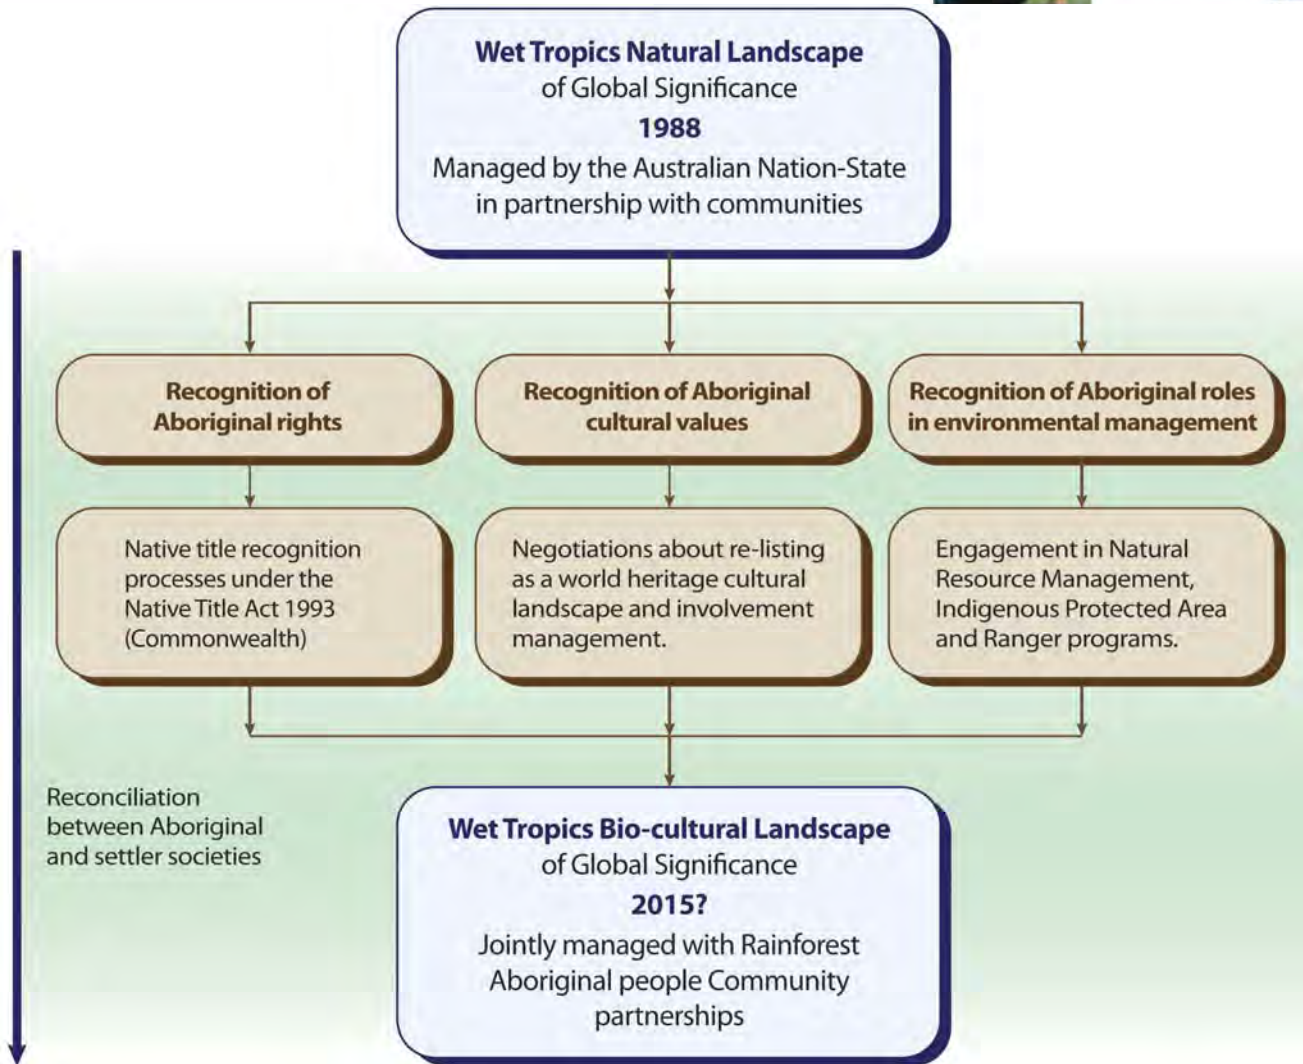 Wet Tropics Natural Landscape
of Global Significance
1988
Managed by the Australian Nation-State
in partnership with communities
Recognition of
Aboriginal rights
Recognition of Aboriginal
cultural values
Recognition of Aboriginal roles
in environmental management
Native title recognition
processes under the
Native Title Act 1993
(Commonwealth)
Negotiations about re-listing
as a world heritage cultural
landscape and involvement
management.
Engagement in Natural
Resource Management,
Indigenous Protected Area
and Ranger programs.
Reconciliation
between Aboriginal
and settler societies
Wet Tropics Bio-cultural Landscape
of Global Significance
2015?
Jointly managed with Rainforest
Aboriginal people Community
partnerships